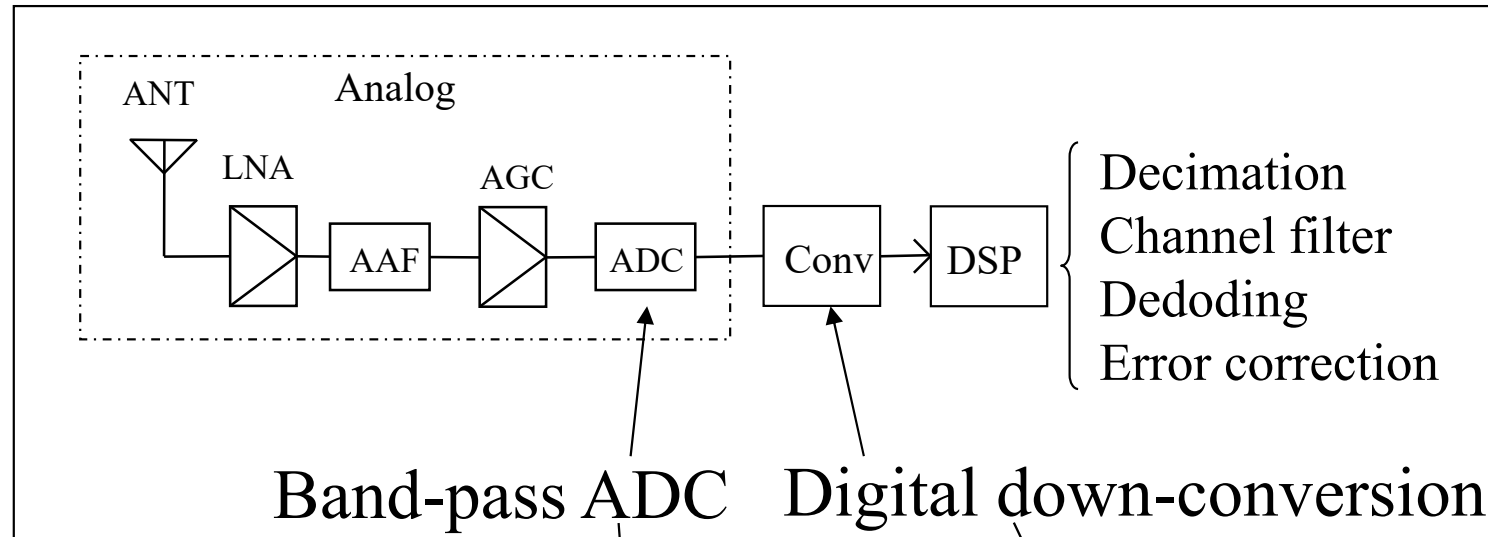 Analog
ANT
LNA
AGC
AAF
ADC
Conv
DSP
Decimation
Channel filter
Dedoding
Error correction
Band-pass ADC
Digital down-conversion